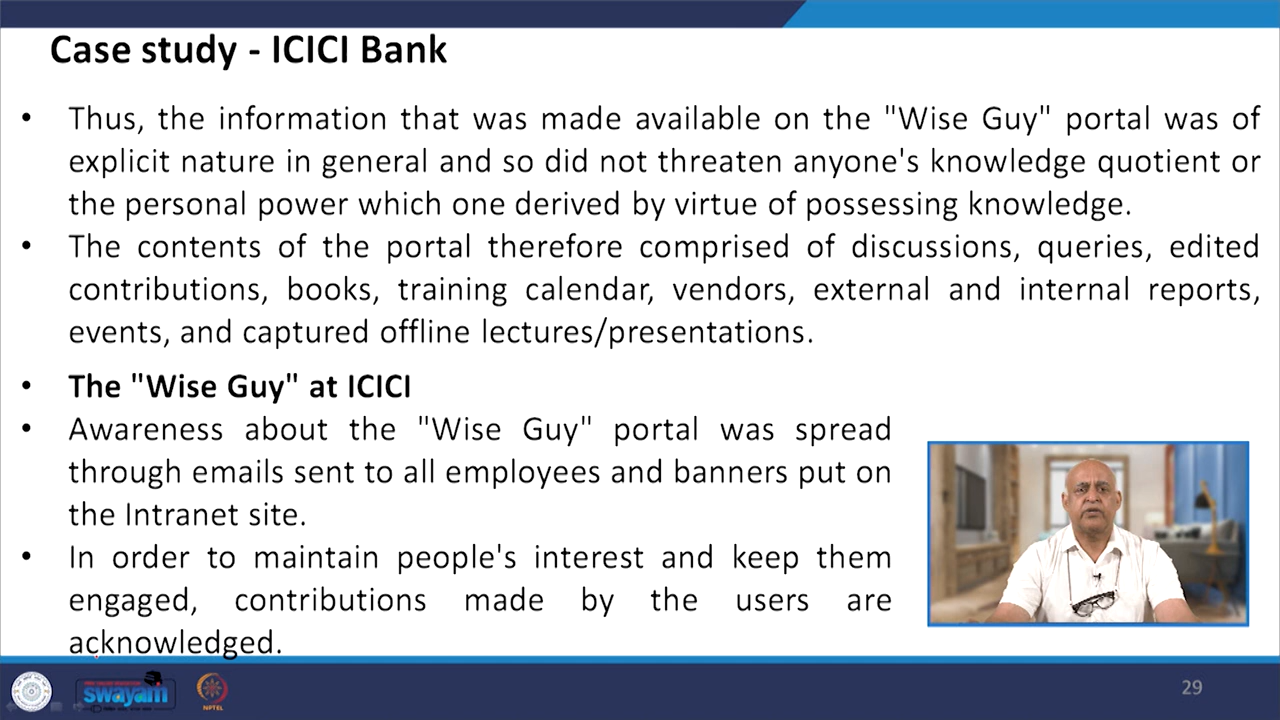 Case study - ICICI Bank
• Thus, the information that was made available on the "Wise Guy" portal was of
explicit nature in general and so did not threaten anyone's knowledge quotient or
the personal power which one derived by virtue of possessing knowledge.
• The contents of the portal therefore comprised of discussions, queries, edited
contributions, books, training calendar, vendors, external and internal reports,
events, and captured offline lectures/presentations.
• The "Wise Guy" at ICICI
• Awareness about the "Wise Guy" portal was spread
through emails sent to all employees and banners put on
the Intranet site.
• In order to maintain people's interest and keep them
engaged, contributions made by the users are
acknowledged.
swayam
NPTEL
29